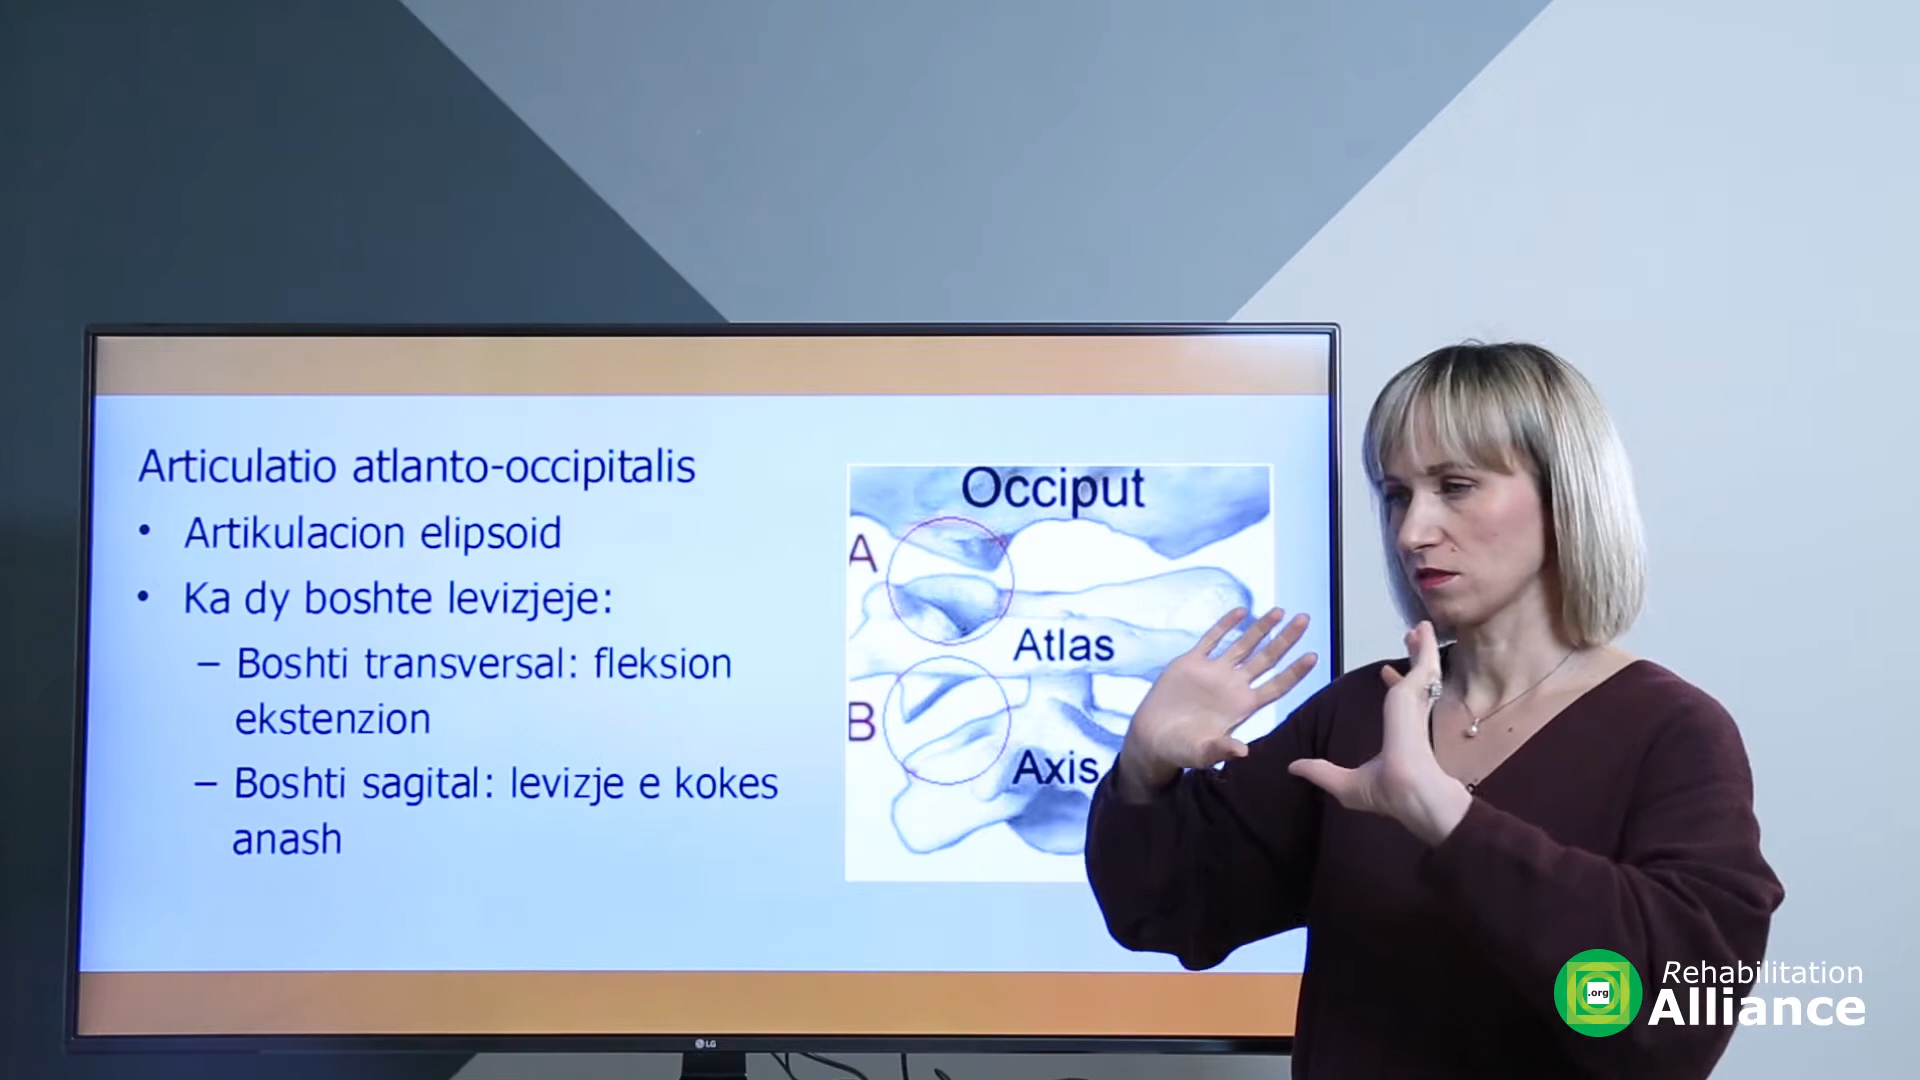 Articulatio atlanto-occipitalis
• Artikulacion elipsoid
• Ka dy boshte levizjeje:
– Boshti transversal: fleksion
ekstenzion
– Boshti sagital: levizje e kokes
anash
Occiput
A
Atlas
B
Axis
LG
.org
Rehabilitation
Alliance